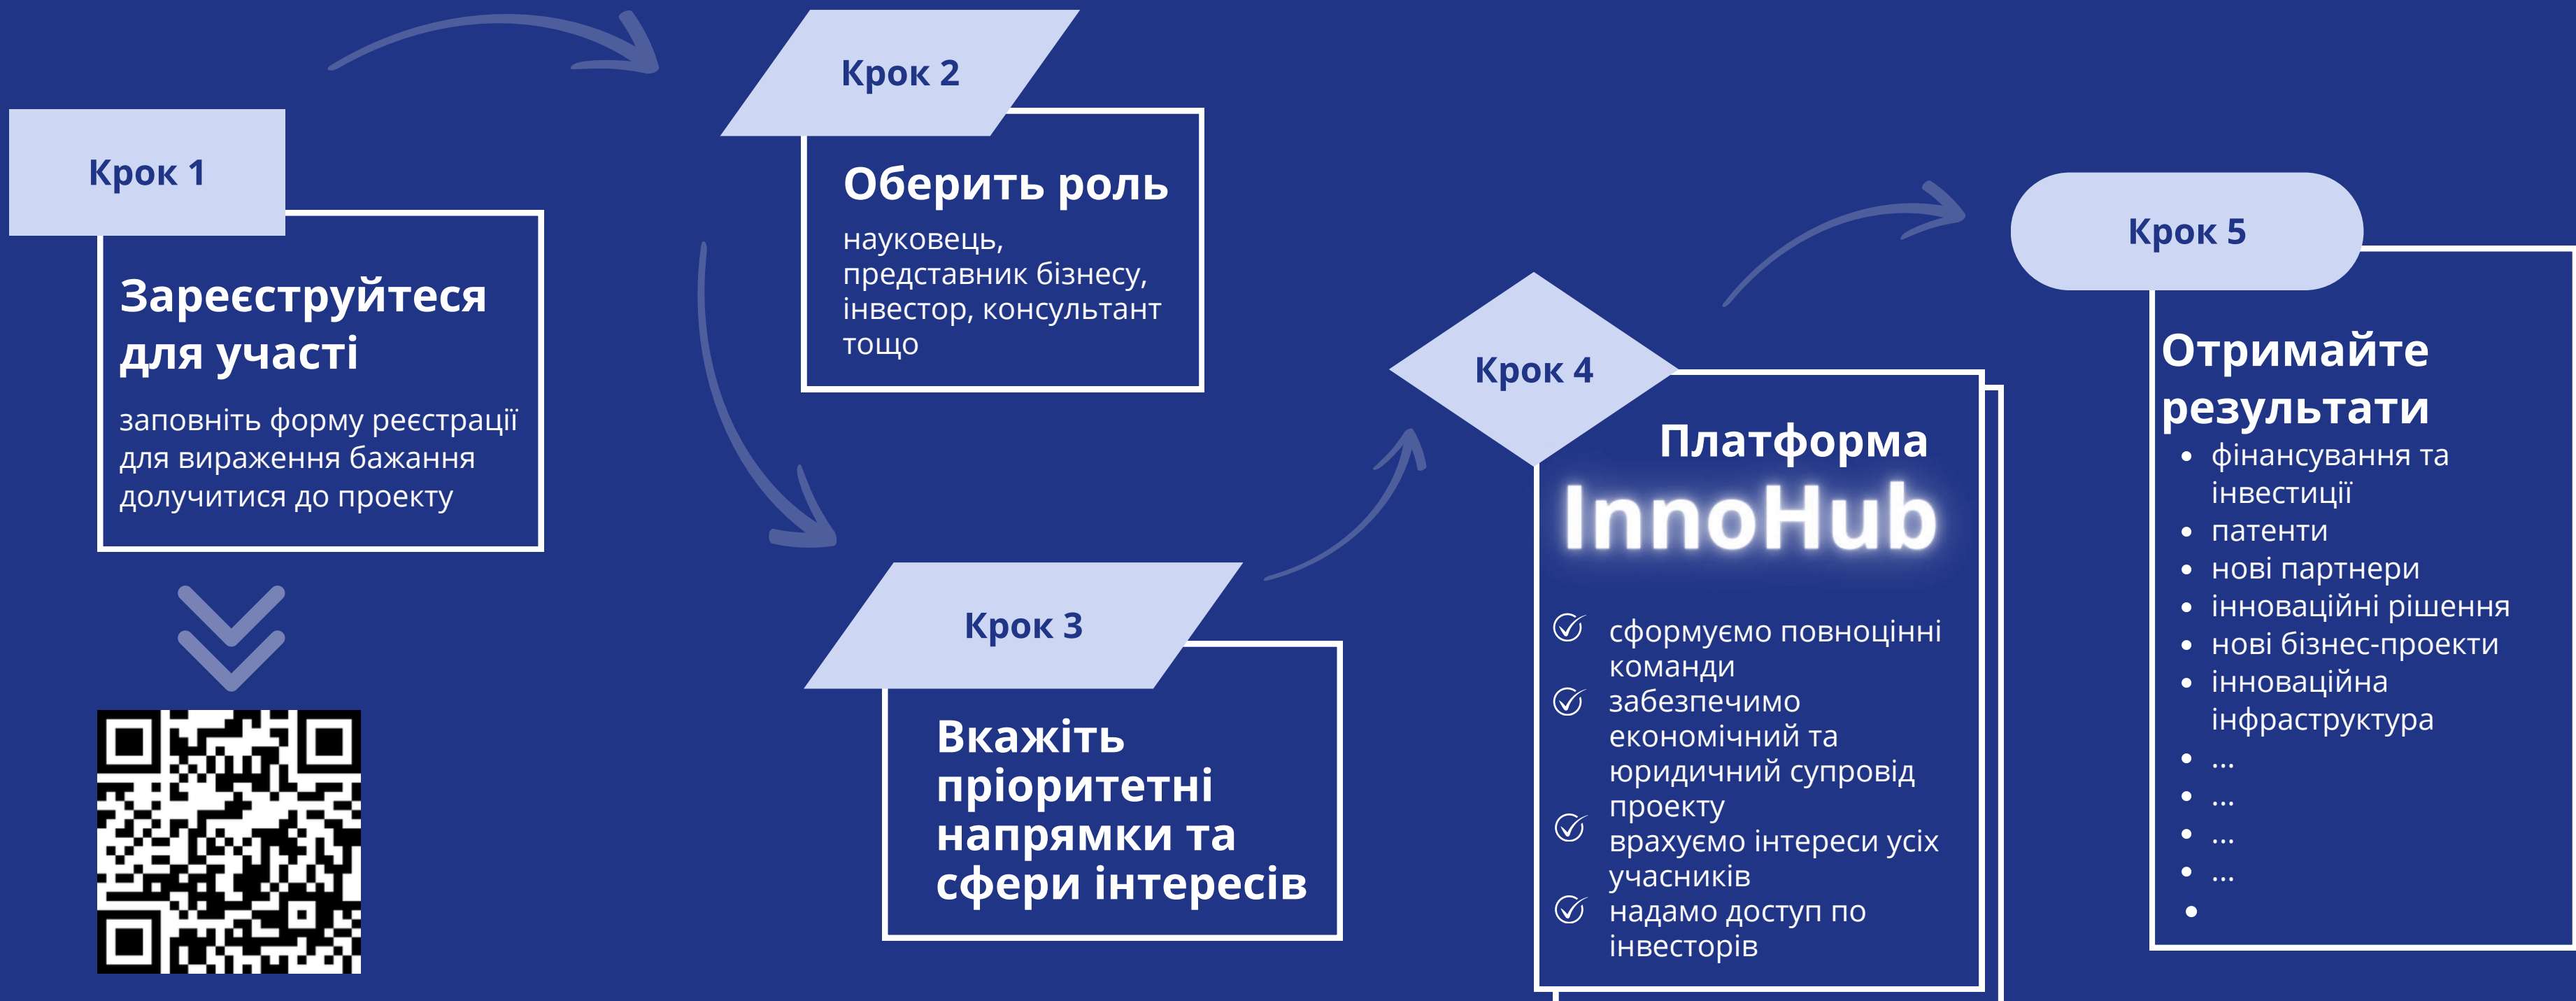 Крок 1
Зареєструйтеся
для участі
заповніть форму реєстрації
для вираження бажання
долучитися до проекту
Крок 2
Оберить роль
науковець,
представник бізнесу,
інвестор, консультант
тощо
Крок 3
Вкажіть
пріоритетні
напрямки та
сфери інтересів
Крок 4
Платформа
InnoHub
сформуємо повноцінні
команди
забезпечимо
економічний та
юридичний супровід
проекту
врахуємо інтереси усіх
учасників
надамо доступ по
інвесторів
Крок 5
Отримайте
результати
• фінансування та
інвестиції
• патенти
• нові партнери
• інноваційні рішення
• нові бізнес-проекти
• інноваційна
інфраструктура
• ...
• ...
• ...
• ...
•